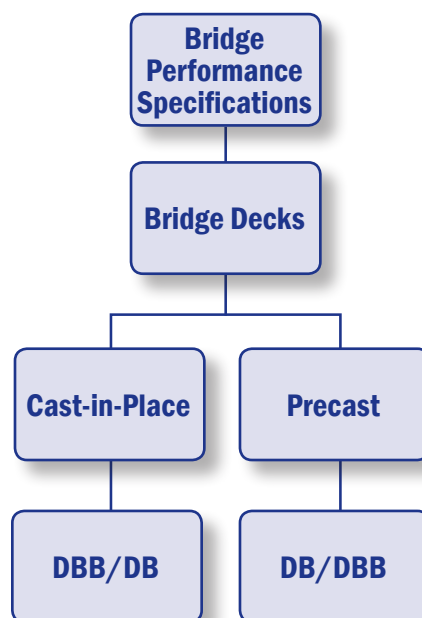 Bridge
Performance
Specifications
Bridge Decks
Cast-in-Place
Precast
DBB/DB
DB/DBB